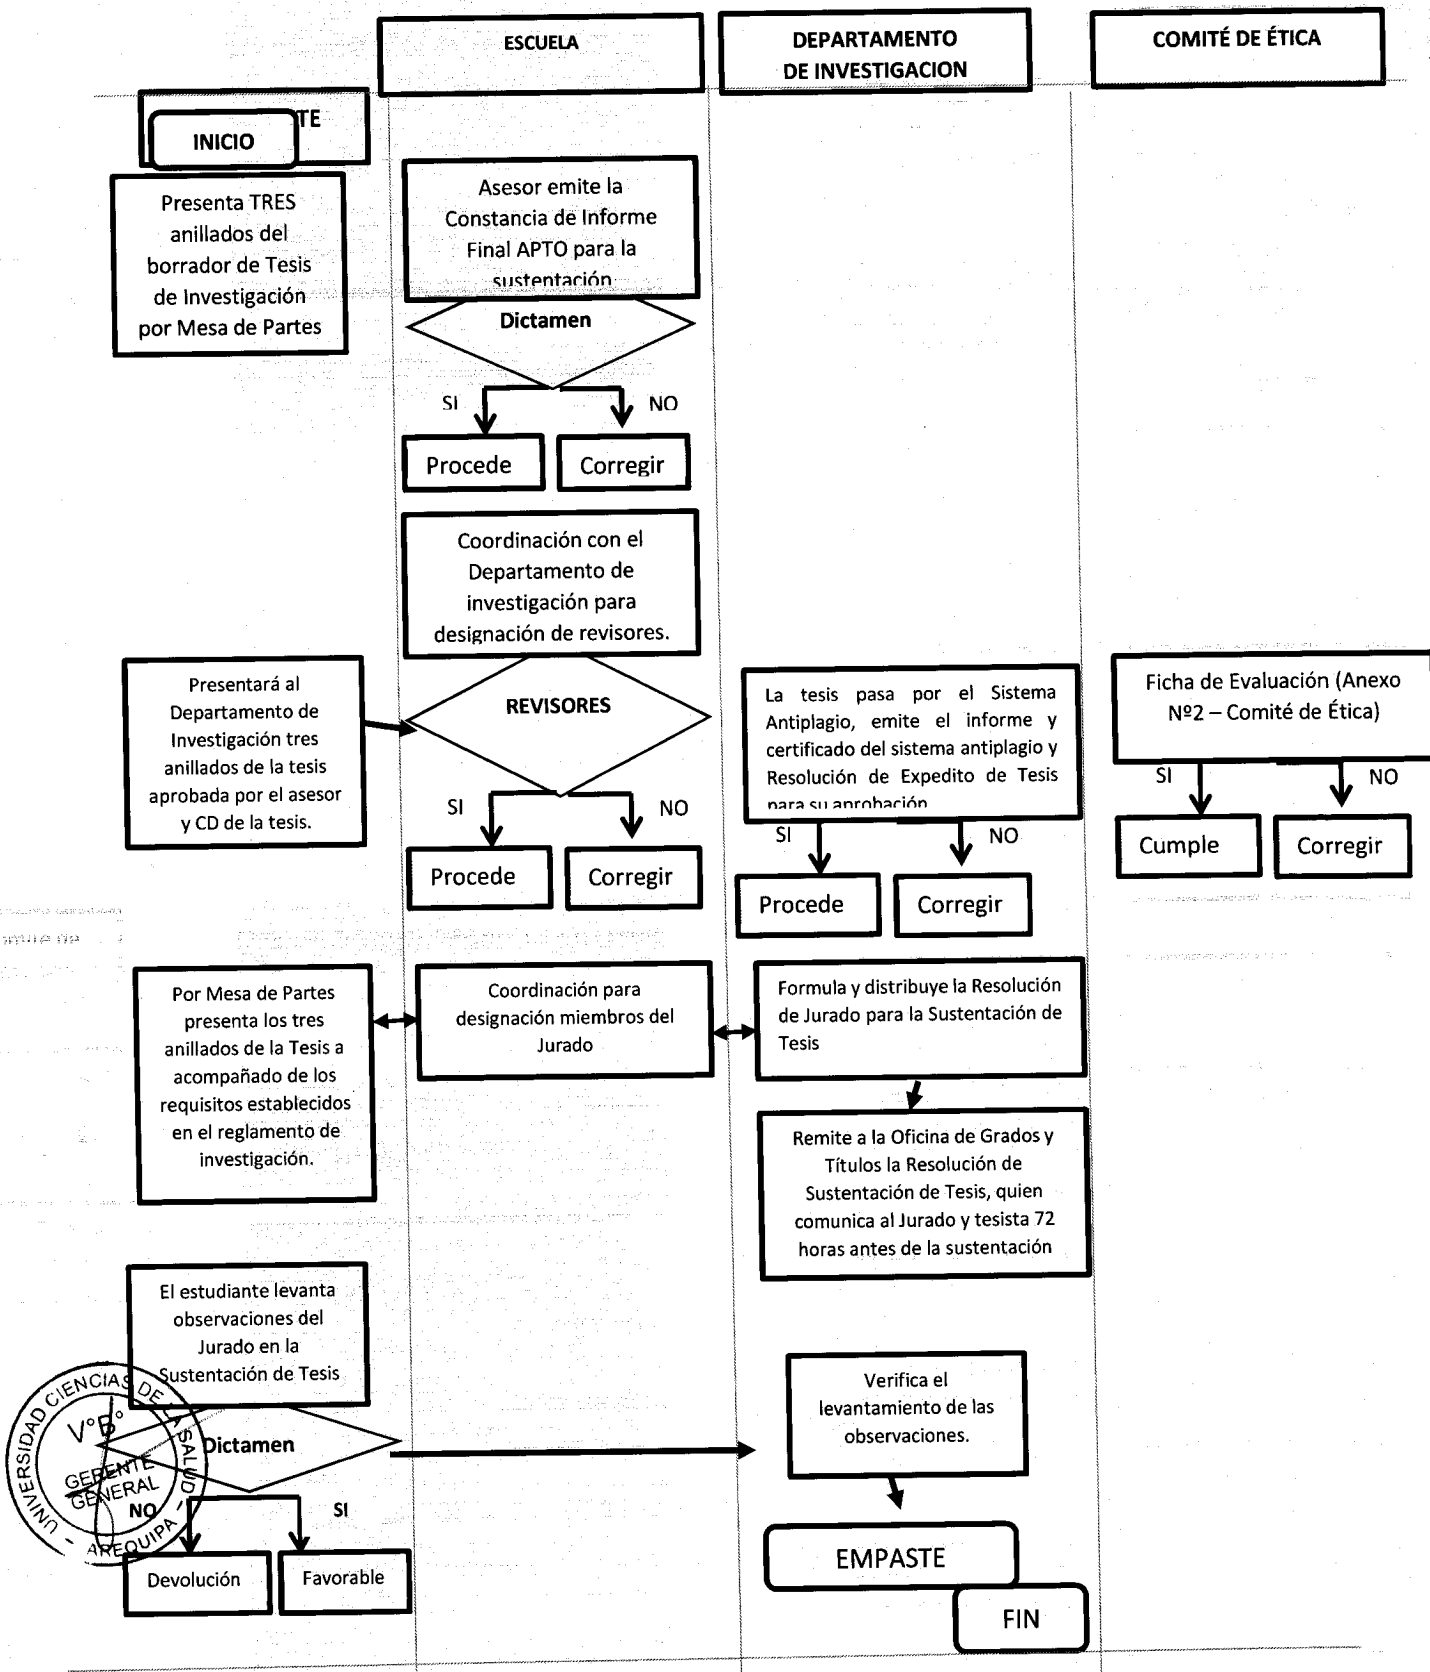 ESCUELA
DEPARTAMENTO
DE INVESTIGACION
COMITÉ DE ÉTICA
TE
INICIO
Presenta TRES
anillados del
borrador de Tesis
de Investigación
por Mesa de Partes
Asesor emite la
Constancia de Informe
Final APTO para la
sustentación
Dictamen
SI
NO
Procede
Corregir
Coordinación con el
Departamento de
investigación para
designación de revisores.
Presentará al
Departamento de
Investigación tres
anillados de la tesis
aprobada por el asesor
y CD de la tesis.
REVISORES
SI
NO
Procede
Corregir
La tesis pasa por el Sistema
Antiplagio, emite el informe y
certificado del sistema antiplagio y
Resolución de Expedito de Tesis
para su aprobación
SI
NO
Procede
Corregir
Ficha de Evaluación (Anexo
Nº2 – Comité de Ética)
SI
NO
Cumple
Corregir
Por Mesa de Partes
presenta los tres
anillados de la Tesis a
acompañado de los
requisitos establecidos
en el reglamento de
investigación.
Coordinación para
designación miembros del
Jurado
Formula y distribuye la Resolución
de Jurado para la Sustentación de
Tesis
Remite a la Oficina de Grados y
Títulos la Resolución de
Sustentación de Tesis, quien
comunica al Jurado y tesista 72
horas antes de la sustentación
El estudiante levanta
observaciones del
Jurado en la
Sustentación de Tesis
Dictamen
NO
SI
Devolución
Favorable
UNIVERSIDAD CIENCIAS DE LA SALUD - AREQUIPA -
V°B°
GERENTE
GENERAL
Verifica el
levantamiento de las
observaciones.
EMPASTE
FIN